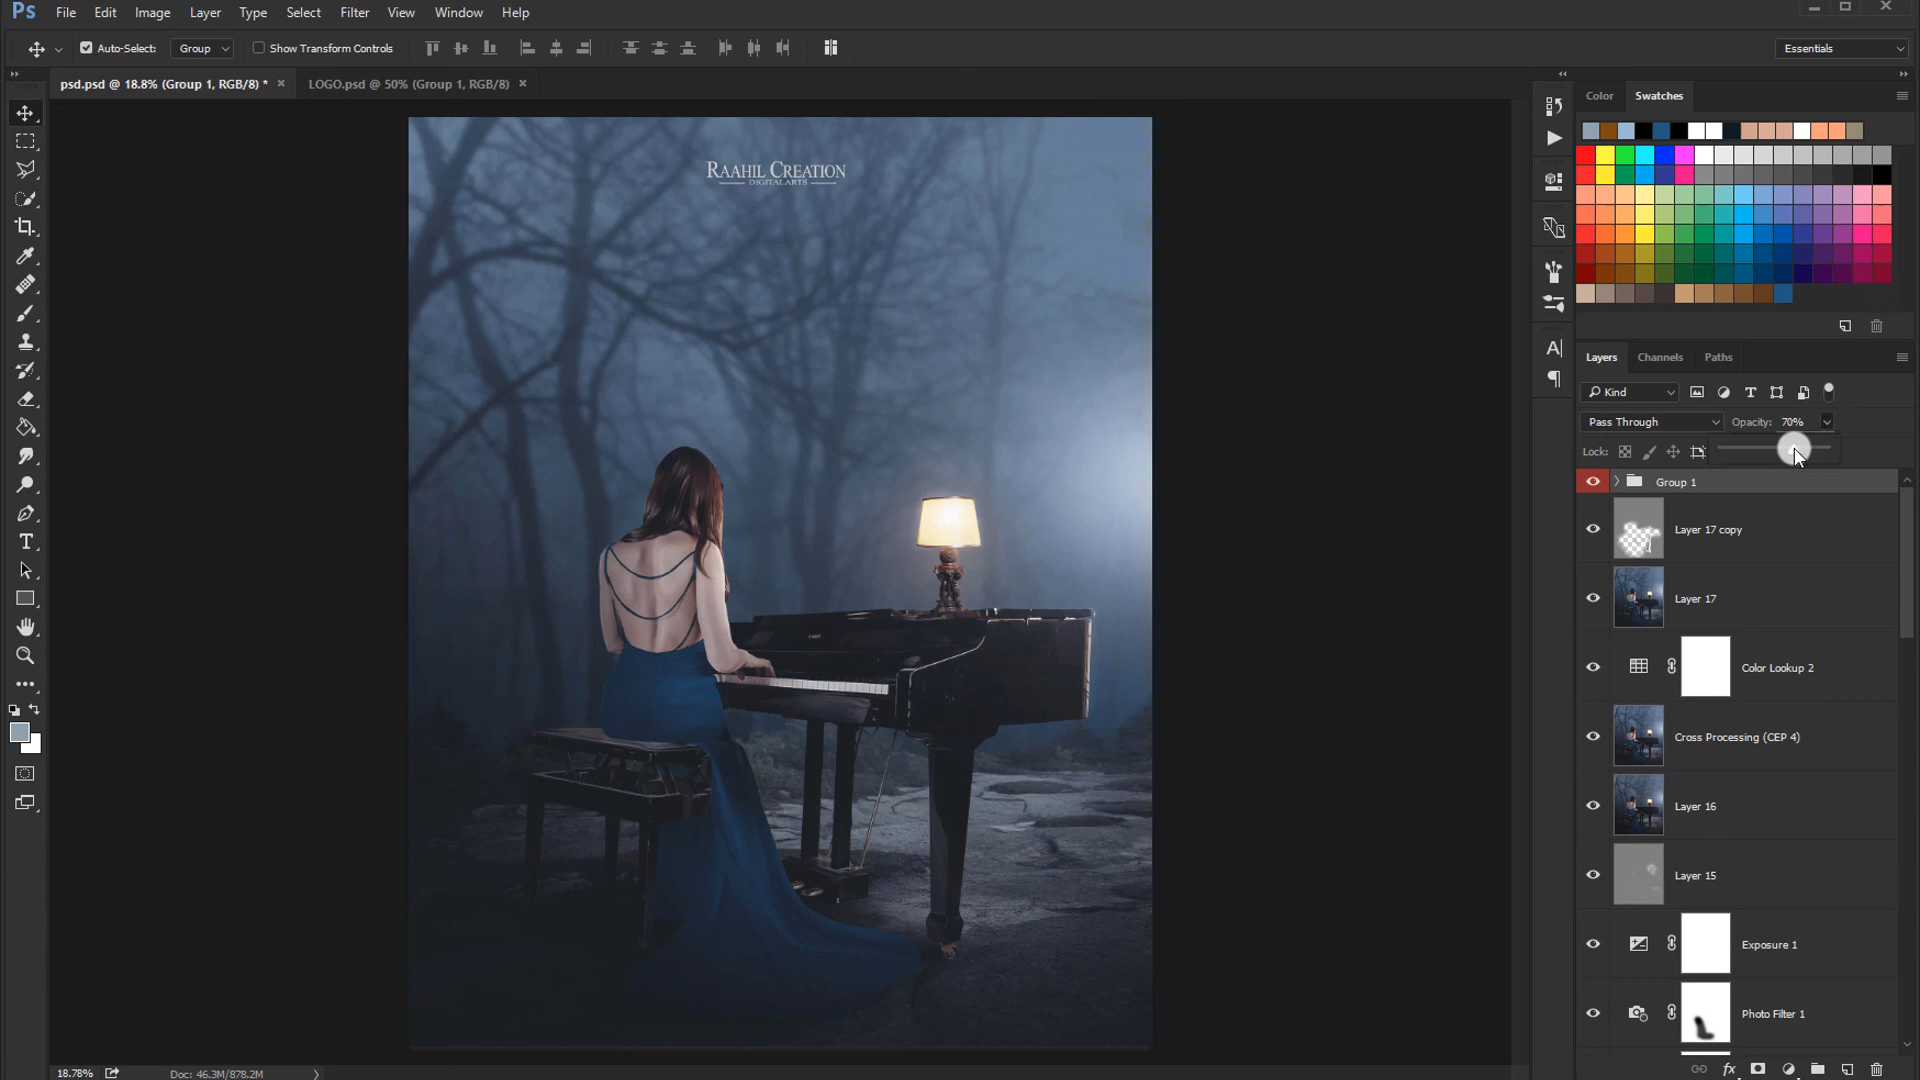 Ps File Edit Image Layer Type Select Filter View Window Help
Auto-Select: Group Show Transform Controls Essentials
psd.psd @ 18.8% (Group 1, RGB/8) * × LOGO.psd @ 50% (Group 1, RGB/8) ×
Color Swatches
RAAHIL CREATION
DIGITALARTS
Layers Channels Paths
Kind
Pass Through Opacity: 70%
Lock:
Group 1
Layer 17 copy
Layer 17
Color Lookup 2
Cross Processing (CEP 4)
Layer 16
Layer 15
Exposure 1
Photo Filter 1
18.78% Doc: 46.3M/878.2M
fx